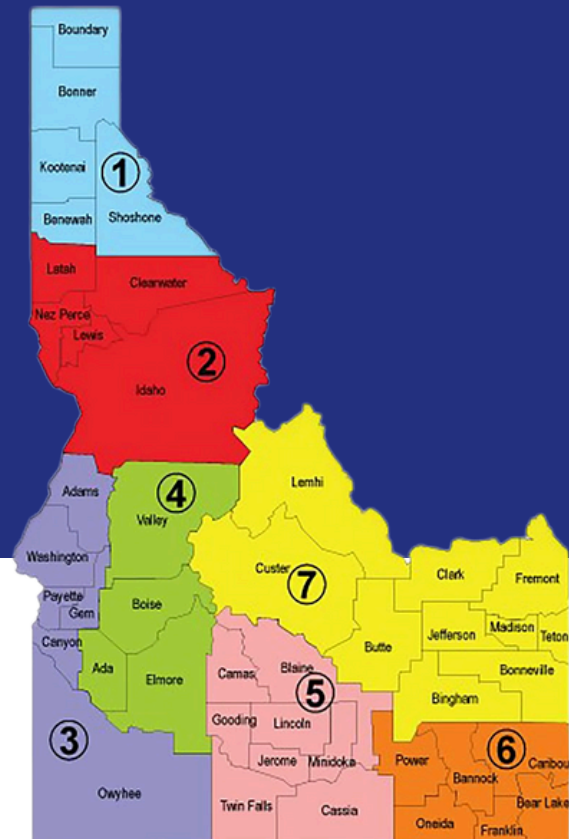 Boundary
Bonner
Kootenai
①
Benewah
Shoshone
Latah
Clearwater
Nez Perce
Lewis
②
Idaho
Adams
④
Lemhi
Valley
Washington
Custer
⑦
Clark
Fremont
Payette
Gem
Boise
Canyon
Butte
Jefferson
Madison
Teton
Ada
Elmore
Camas
Blaine
⑤
Bonneville
Bingham
Gooding
Lincoln
③
Jerome
Minidoka
Power
⑥
Caribou
Bannock
Owyhee
Twin Falls
Cassia
Bear Lake
Oneida
Franklin